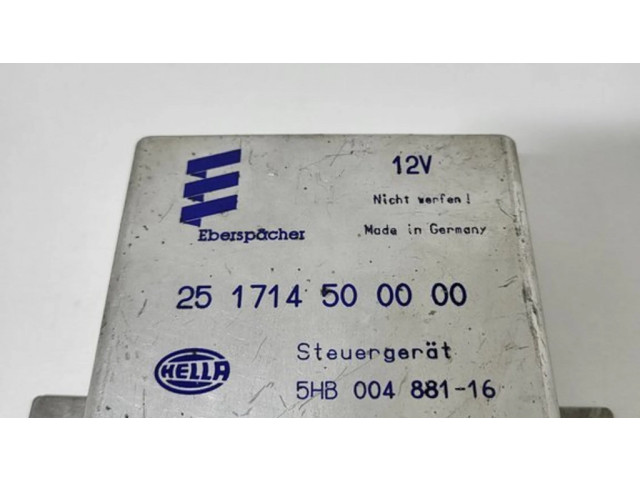 12V
Nicht werfen!
Eberspächer
Made in Germany
25 1714 50 00 00
Steuergerät
HELLA
5HB 004 881-16